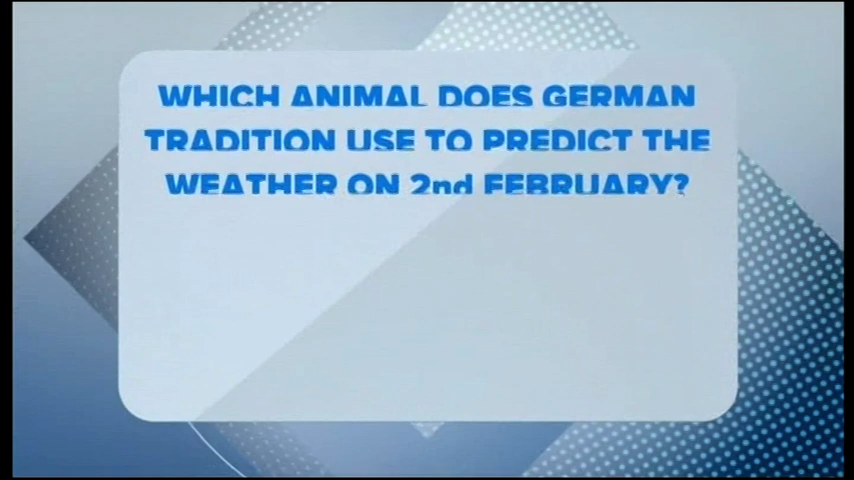 WHICH ANIMAL DOES GERMAN
TRADITION USE TO PREDICT THE
WEATHER ON 2nd FEBRUARY?